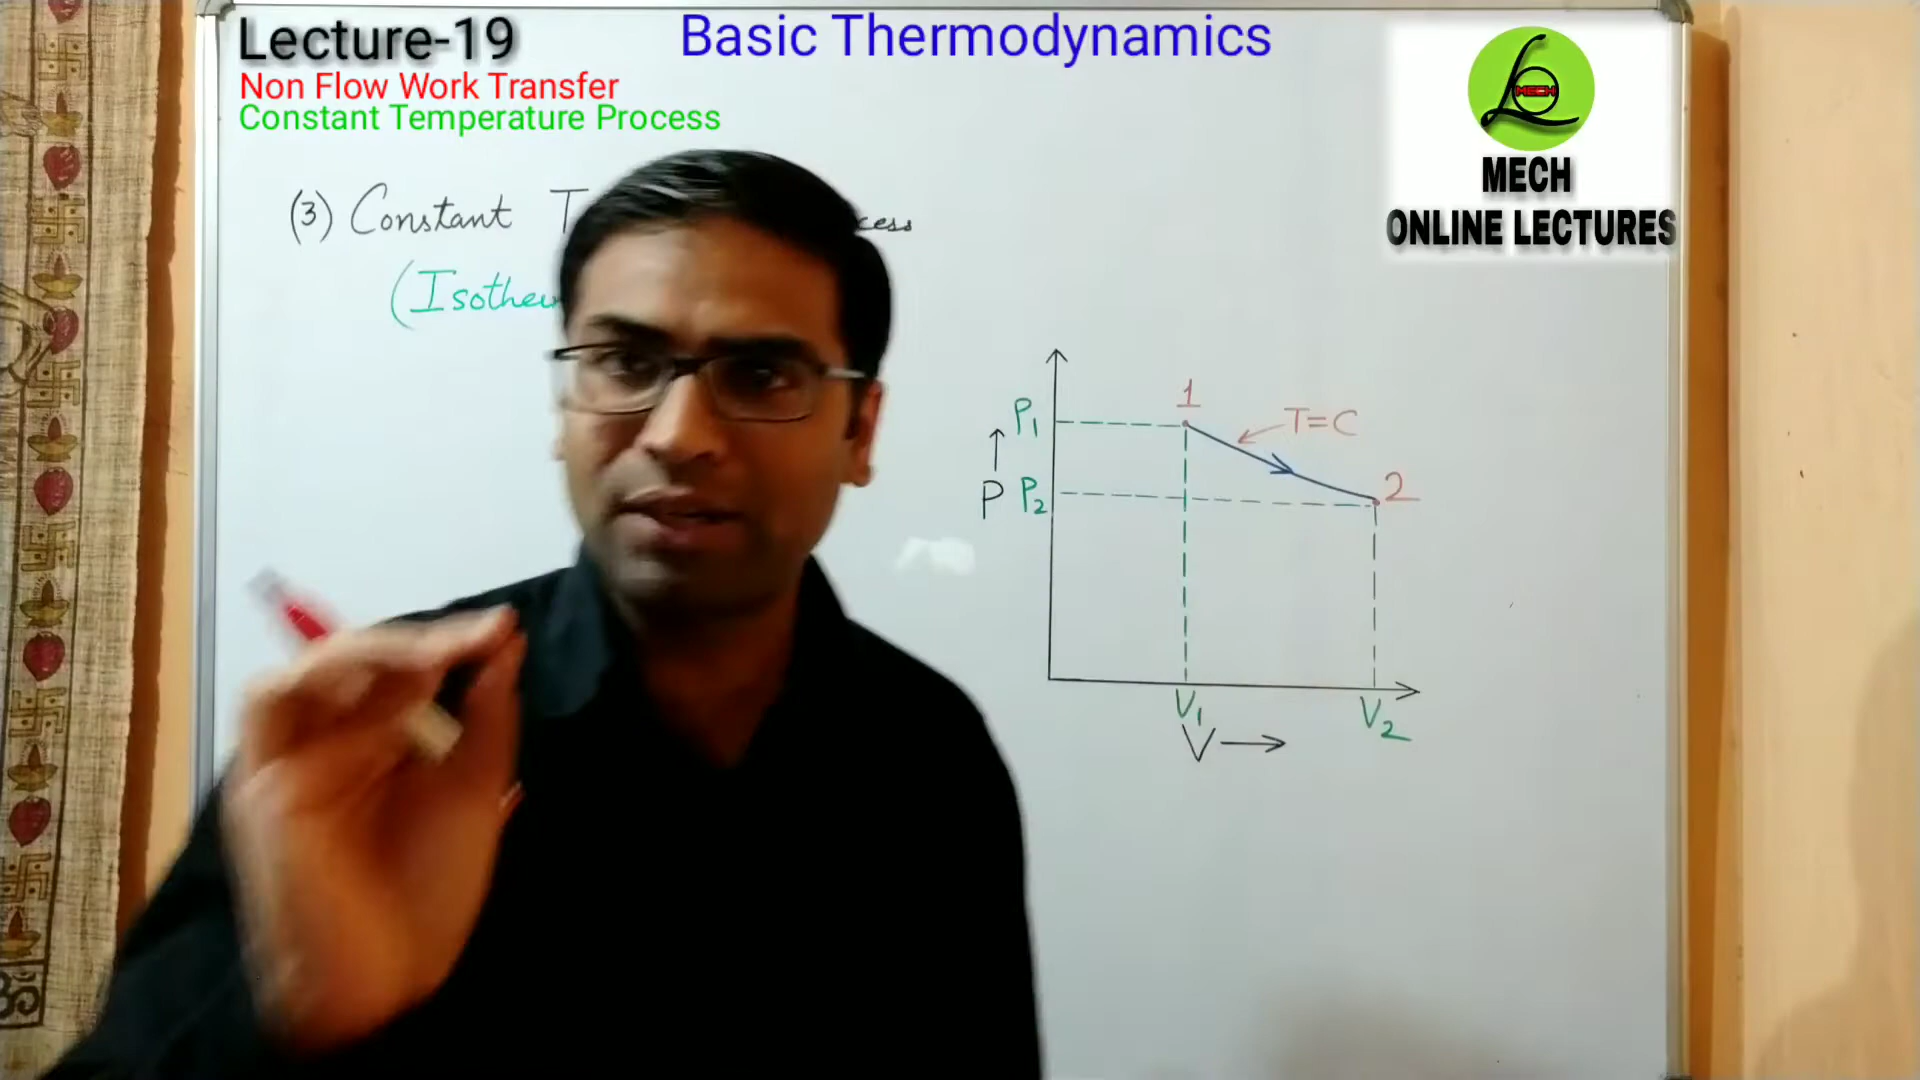 Lecture-19
Basic Thermodynamics
Non Flow Work Transfer
Constant Temperature Process
MECH
MECH
ONLINE LECTURES
(3) Constant
1
T=C
P1
P P2
2
V1
V2
V